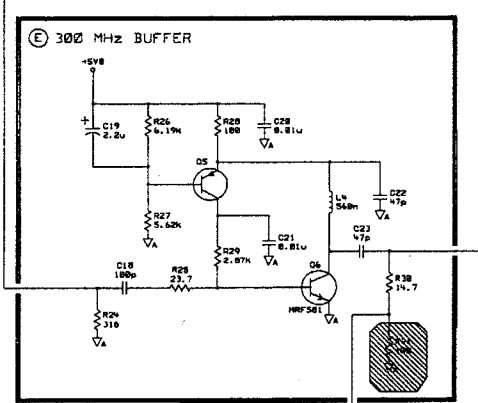 E 300 MHz BUFFER
+5VB
C19
2.2u
R26
6.19k
R28
100
C20
0.01u
A
Q5
R27
5.62k
A
L4
560n
C22
47p
A
C23
47p
C21
0.01u
A
R29
2.87k
C18
100p
R25
23.7
Q6
MRF581
A
R24
316
A
R30
14.7